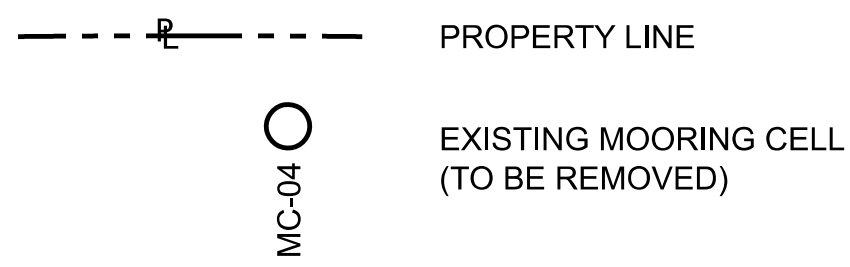 PL
PROPERTY LINE
MC-04
EXISTING MOORING CELL
(TO BE REMOVED)